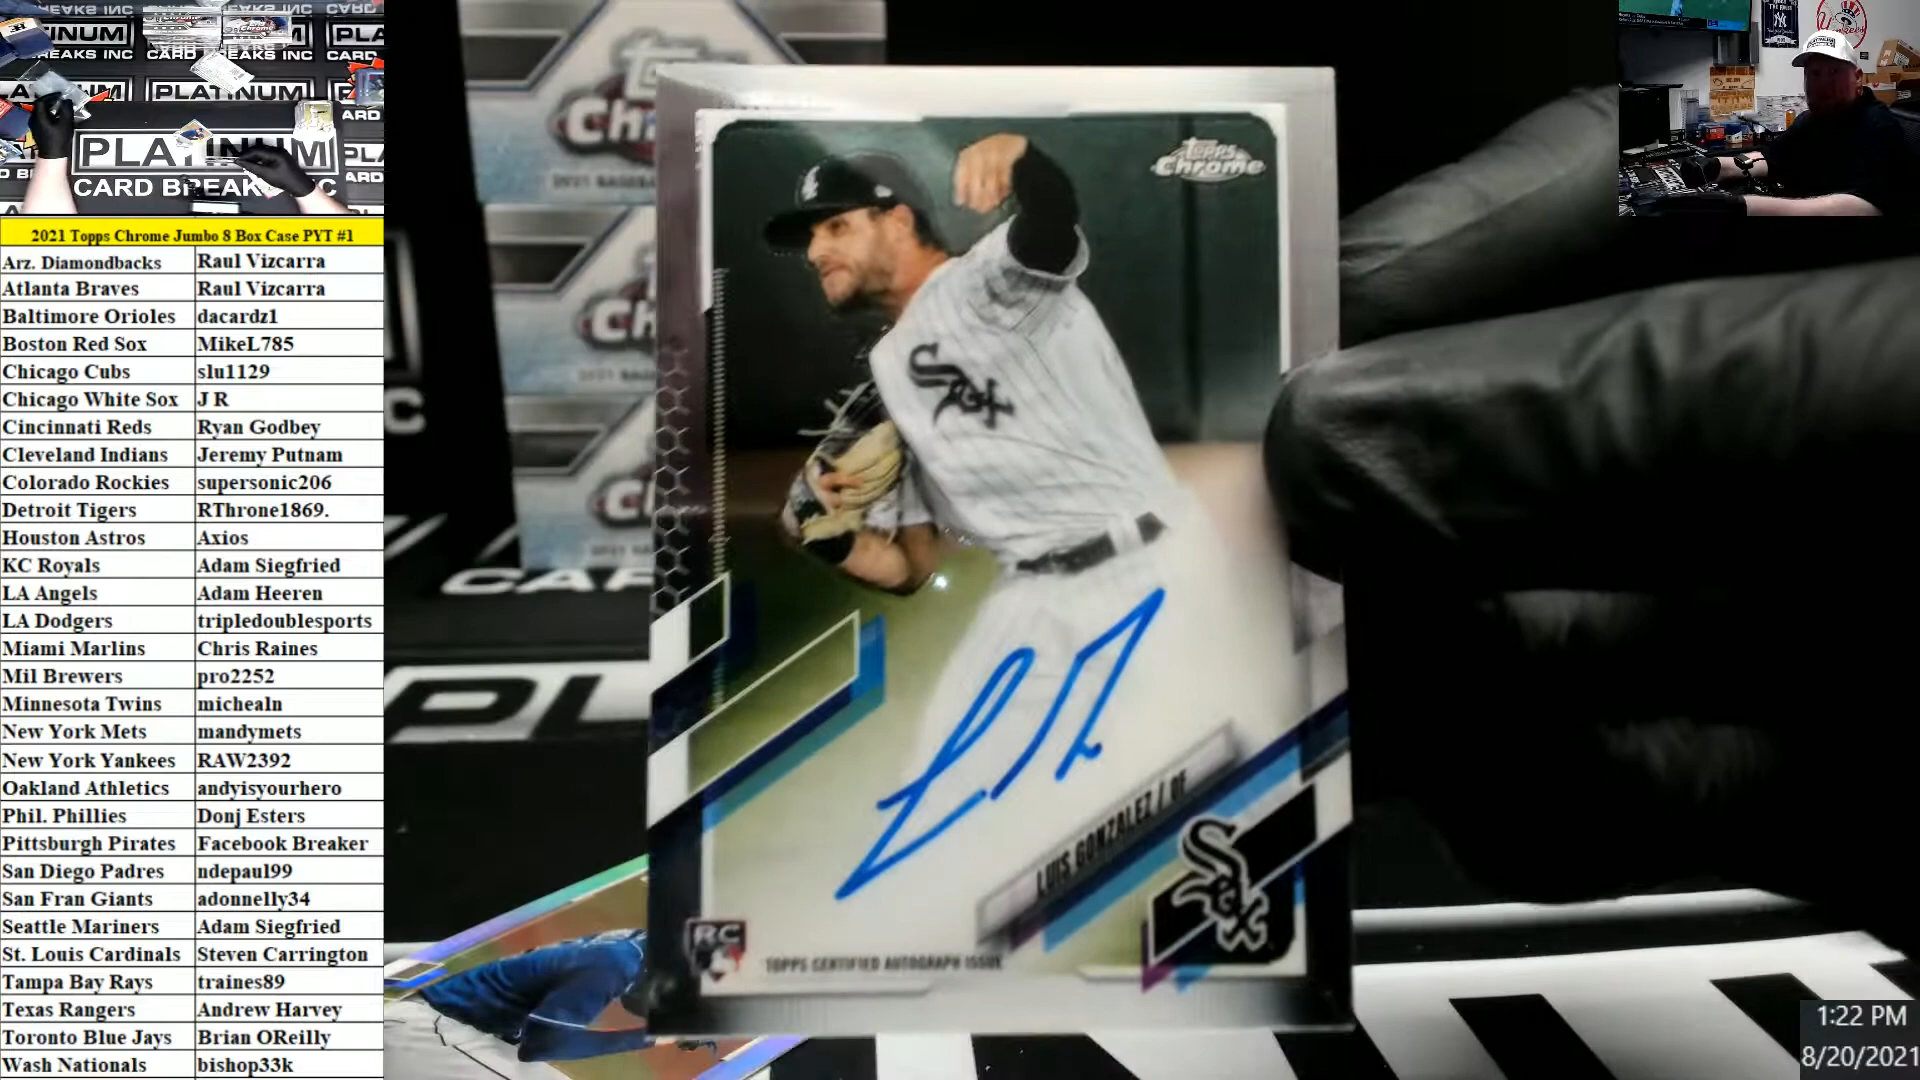 PLATINUM
CARD BREAKS INC
PLATINUM
CARD BREAKS INC
2021 Topps Chrome Jumbo 8 Box Case PYT #1
Arz. Diamondbacks Raul Vizcarra
Atlanta Braves Raul Vizcarra
Baltimore Orioles dacardz1
Boston Red Sox MikeL785
Chicago Cubs slu1129
Chicago White Sox J R
Cincinnati Reds Ryan Godbey
Cleveland Indians Jeremy Putnam
Colorado Rockies supersonic206
Detroit Tigers RThrone1869.
Houston Astros Axios
KC Royals Adam Siegfried
LA Angels Adam Heeren
LA Dodgers tripledoublesports
Miami Marlins Chris Raines
Mil Brewers pro2252
Minnesota Twins michealn
New York Mets mandymets
New York Yankees RAW2392
Oakland Athletics andyisyourhero
Phil. Phillies Donj Esters
Pittsburgh Pirates Facebook Breaker
San Diego Padres ndepaul99
San Fran Giants adonnelly34
Seattle Mariners Adam Siegfried
St. Louis Cardinals Steven Carrington
Tampa Bay Rays traines89
Texas Rangers Andrew Harvey
Toronto Blue Jays Brian OReilly
Wash Nationals bishop33k
Topps
Chrome
Sox
LUIS GONZALEZ / OF
Sox
RC
TOPPS CERTIFIED AUTOGRAPH ISSUE
1:22 PM
8/20/2021